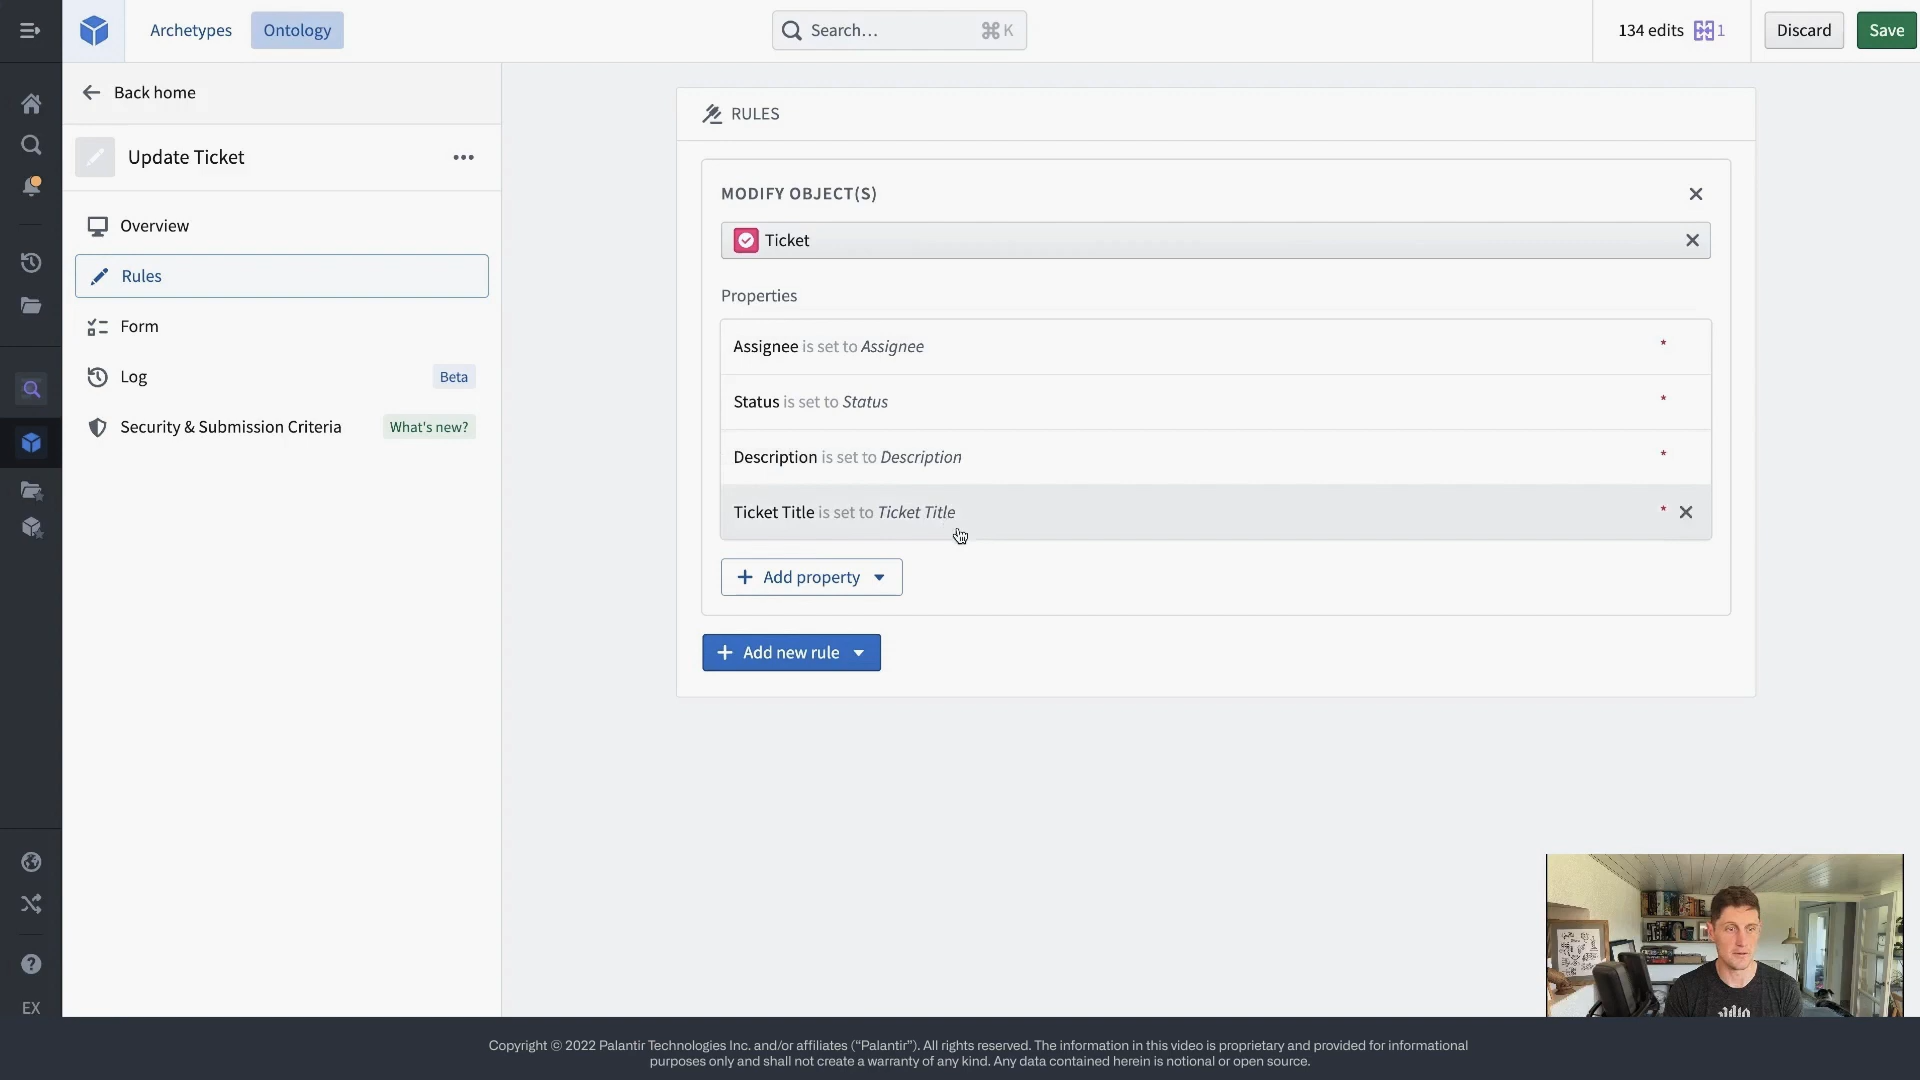 Archetypes
Ontology
Search...
⌘K
134 edits
1
Discard
Save
Back home
Update Ticket
Overview
Rules
Form
Log
Beta
Security & Submission Criteria
What's new?
EX
RULES
MODIFY OBJECT(S)
Ticket
Properties
Assignee is set to Assignee *
Status is set to Status *
Description is set to Description *
Ticket Title is set to Ticket Title *
Add property
Add new rule
Copyright © 2022 Palantir Technologies Inc. and/or affiliates (“Palantir”). All rights reserved. The information in this video is proprietary and provided for informational
purposes only and shall not create a warranty of any kind. Any data contained herein is notional or open source.